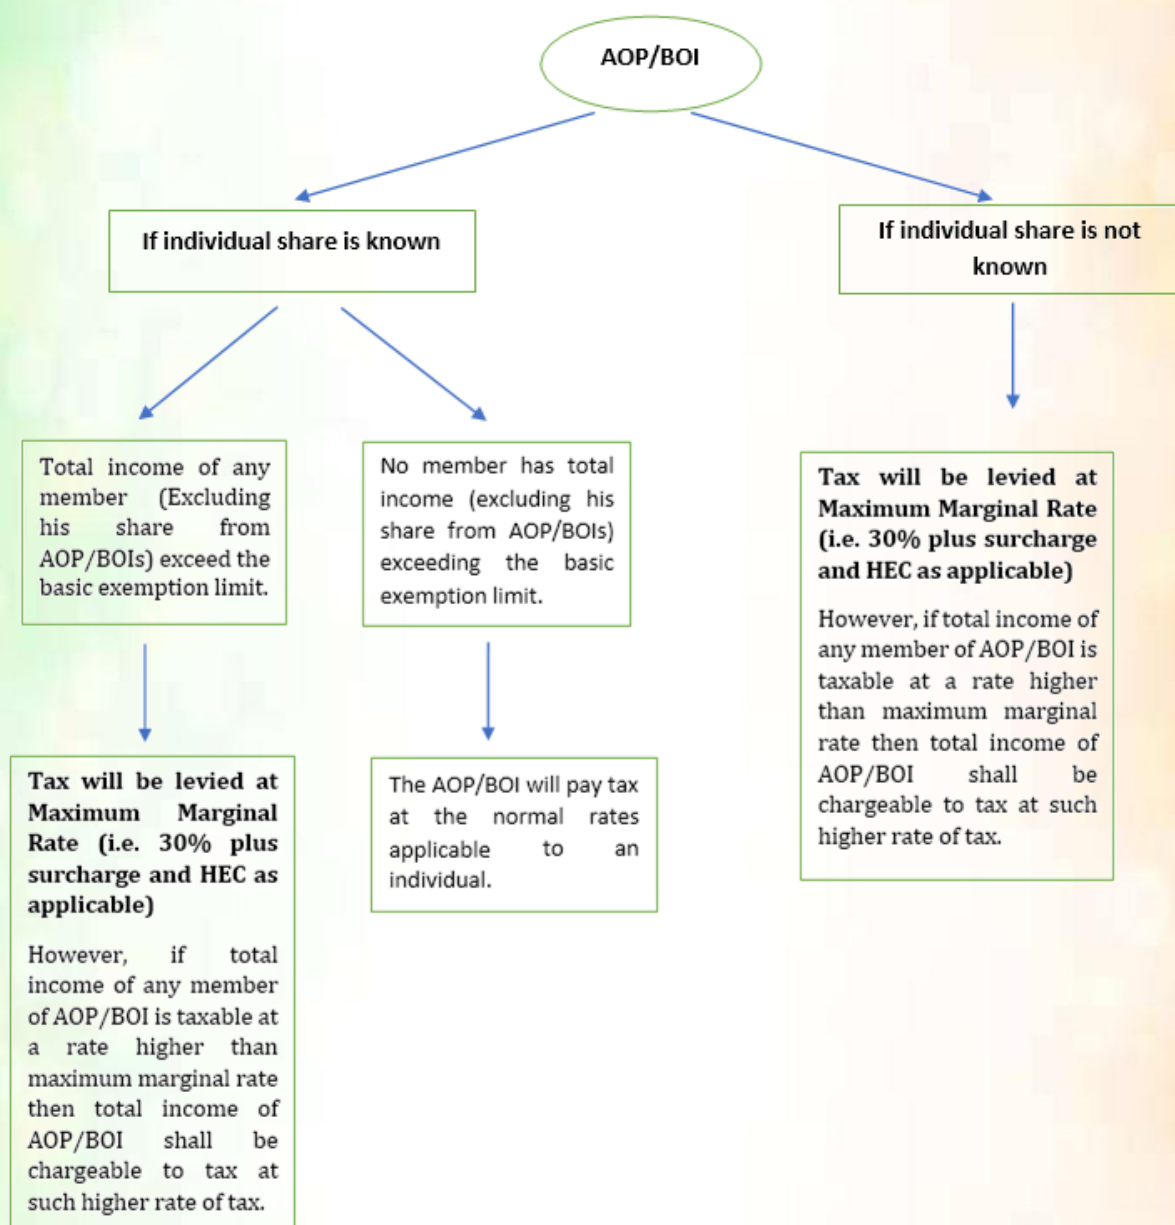 AOP/BOI
If individual share is known
If individual share is not
known
Total income of any
member (Excluding
his share from
AOP/BOIs) exceed the
basic exemption limit.
No member has total
income (excluding his
share from AOP/BOIs)
exceeding the basic
exemption limit.
Tax will be levied at
Maximum Marginal Rate
(i.e. 30% plus surcharge
and HEC as applicable)
However, if total income of
any member of AOP/BOI is
taxable at a rate higher
than maximum marginal
rate then total income of
AOP/BOI shall be
chargeable to tax at such
higher rate of tax.
Tax will be levied at
Maximum Marginal
Rate (i.e. 30% plus
surcharge and HEC as
applicable)
However, if total
income of any member
of AOP/BOI is taxable at
a rate higher than
maximum marginal rate
then total income of
AOP/BOI shall be
chargeable to tax at
such higher rate of tax.
The AOP/BOI will pay tax
at the normal rates
applicable to an
individual.